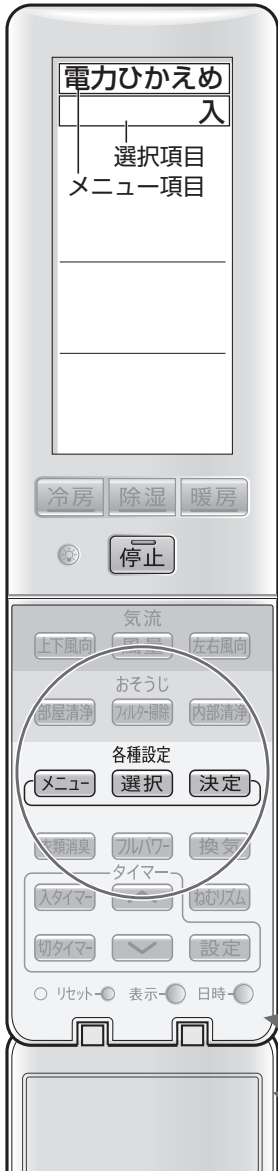 電力ひかえめ
入
選択項目
メニュー項目
冷房 除湿 暖房
停止
気流
上下風向 風量 左右風向
おそうじ
部屋清浄 フィルター掃除 内部清浄
各種設定
メニュー 選択 決定
衣類消臭 フルパワー 換気
タイマー
入タイマー ねむリズム
切タイマー 設定
リセット 表示 日時